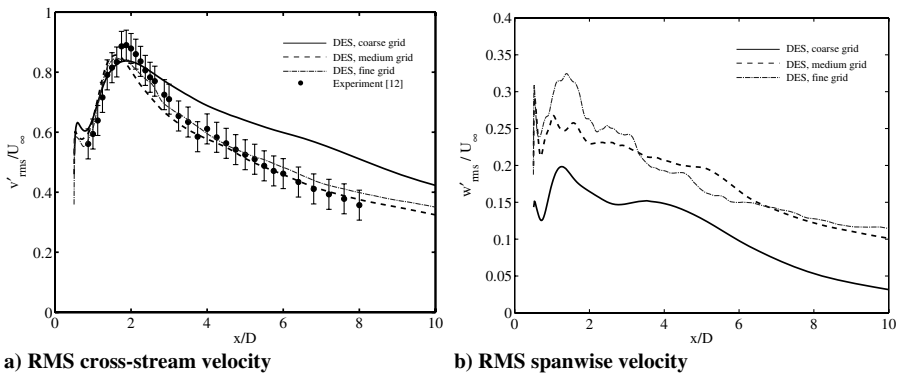 1
0.8
0.6
0.4
0.2
0
v′rms/U∞
0 2 4 6 8 10
x/D
DES, coarse grid
DES, medium grid
DES, fine grid
Experiment [12]
a) RMS cross-stream velocity
0.4
0.35
0.3
0.25
0.2
0.15
0.1
0.05
0
w′rms / U∞
0 2 4 6 8 10
x/D
DES, coarse grid
DES, medium grid
DES, fine grid
b) RMS spanwise velocity